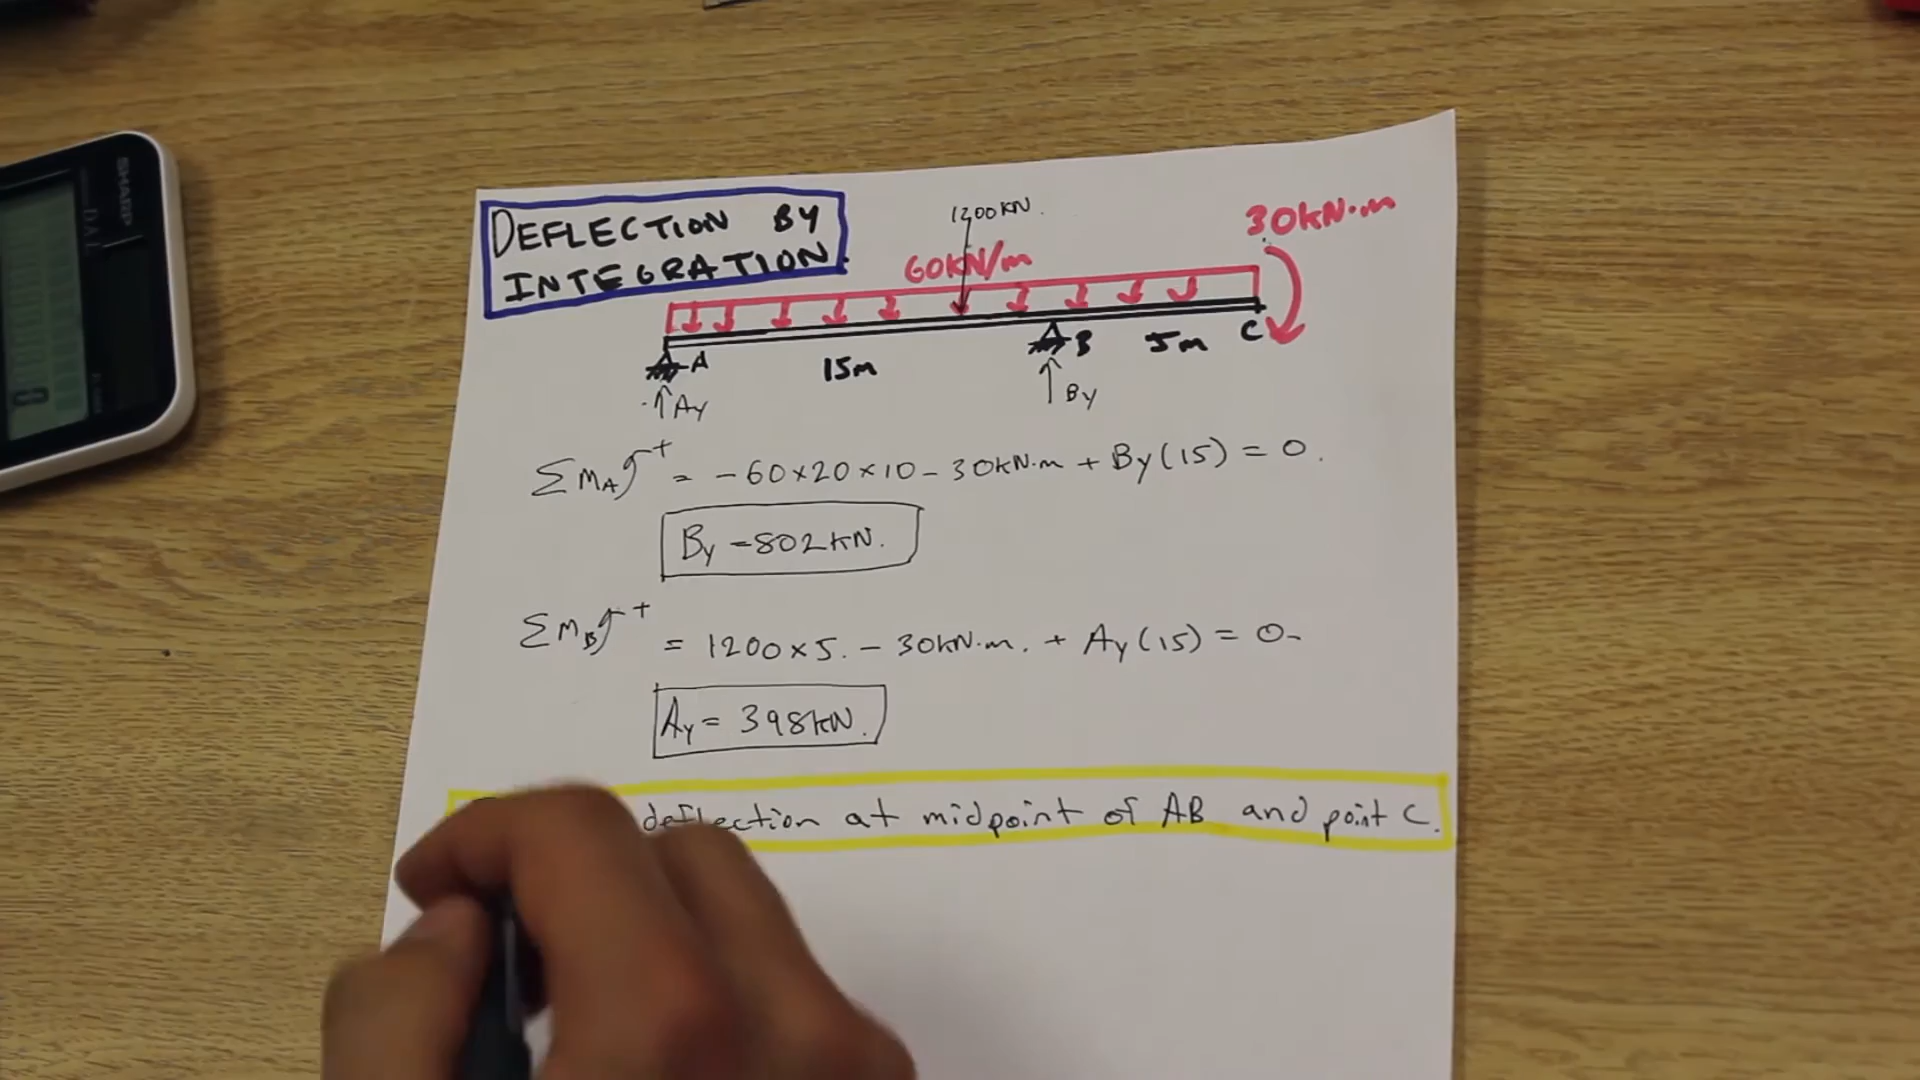 DEFLECTION BY
INTEGRATION.
1200KN.
60KN/m
30KN·m
A
15m
B
5m
C
Ay
By
ΣMA + = -60×20×10-30KN·m + By(15) = 0.
By = 802KN.
ΣMB + = 1200×5. - 30KN·m. + Ay(15) = 0-
Ay = 398KN.
deflection at midpoint of AB and point C.
SHARP